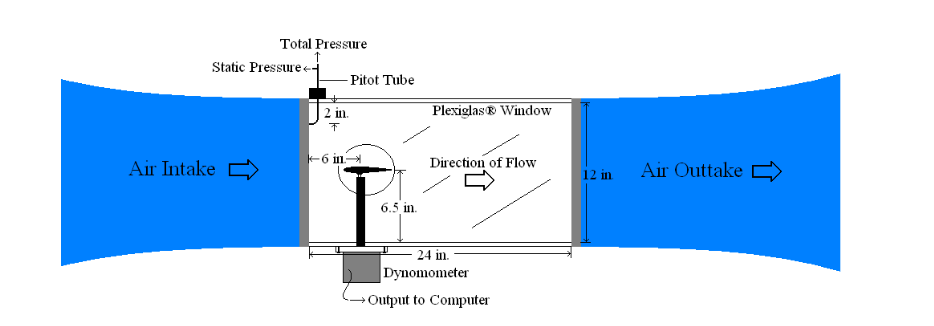 Total Pressure
Static Pressure
Pitot Tube
2 in.
Plexiglas® Window
6 in.
Direction of Flow
Air Intake
12 in
Air Outtake
6.5 in.
24 in.
Dynomometer
Output to Computer